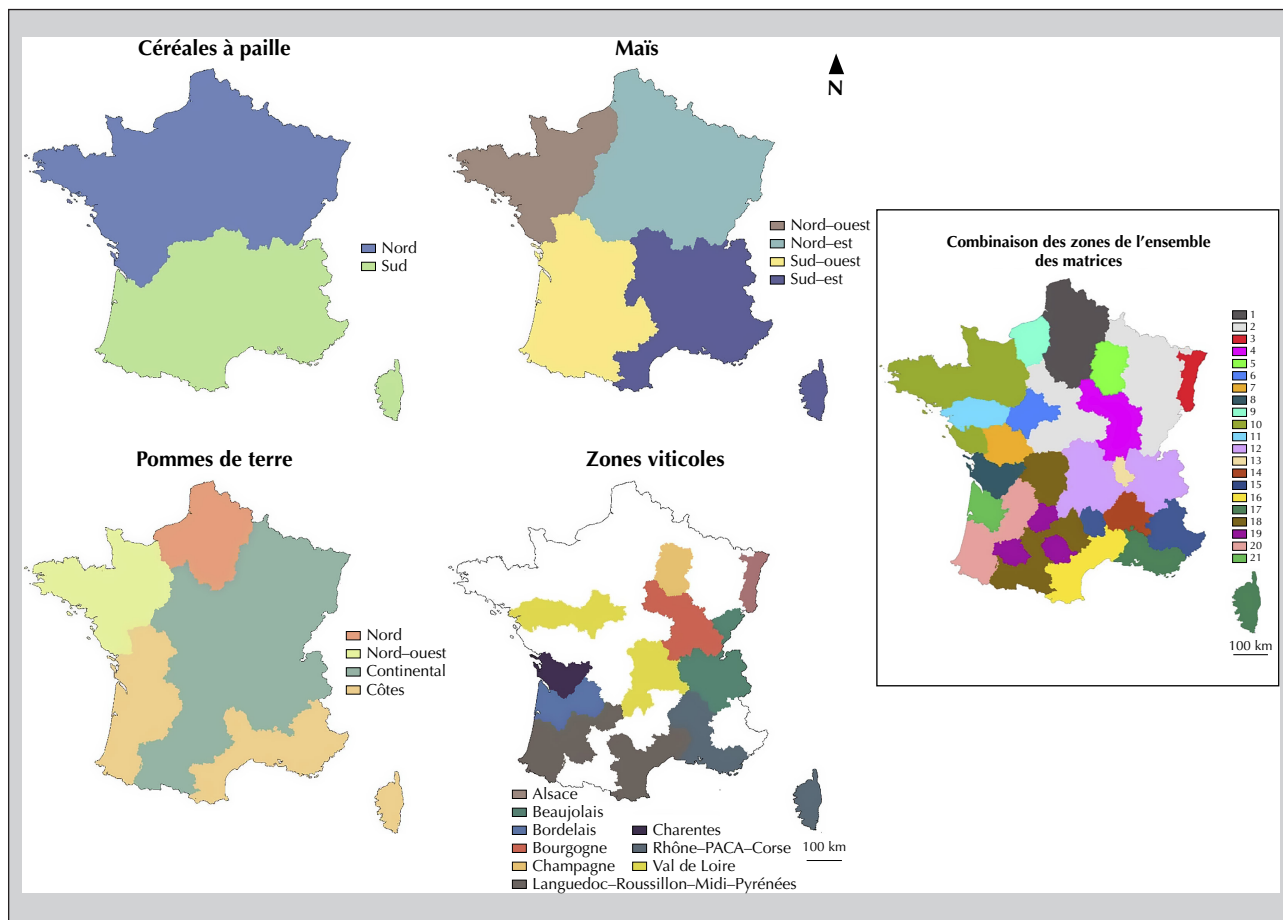 Céréales à paille
Nord
Sud
Maïs
N
Nord–ouest
Nord–est
Sud–ouest
Sud–est
Pommes de terre
Nord
Nord–ouest
Continental
Côtes
Zones viticoles
Alsace
Beaujolais
Bordelais
Bourgogne
Champagne
Languedoc–Roussillon–Midi–Pyrénées
Charentes
Rhône–PACA–Corse
Val de Loire
100 km
Combinaison des zones de l’ensemble
des matrices
1
2
3
4
5
6
7
8
9
10
11
12
13
14
15
16
17
18
19
20
21
100 km